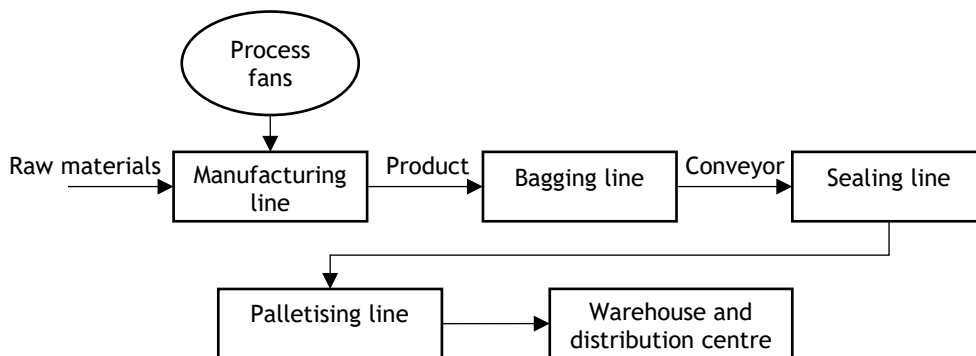 Process
fans
Raw materials
Manufacturing
line
Product
Bagging line
Conveyor
Sealing line
Palletising line
Warehouse and
distribution centre